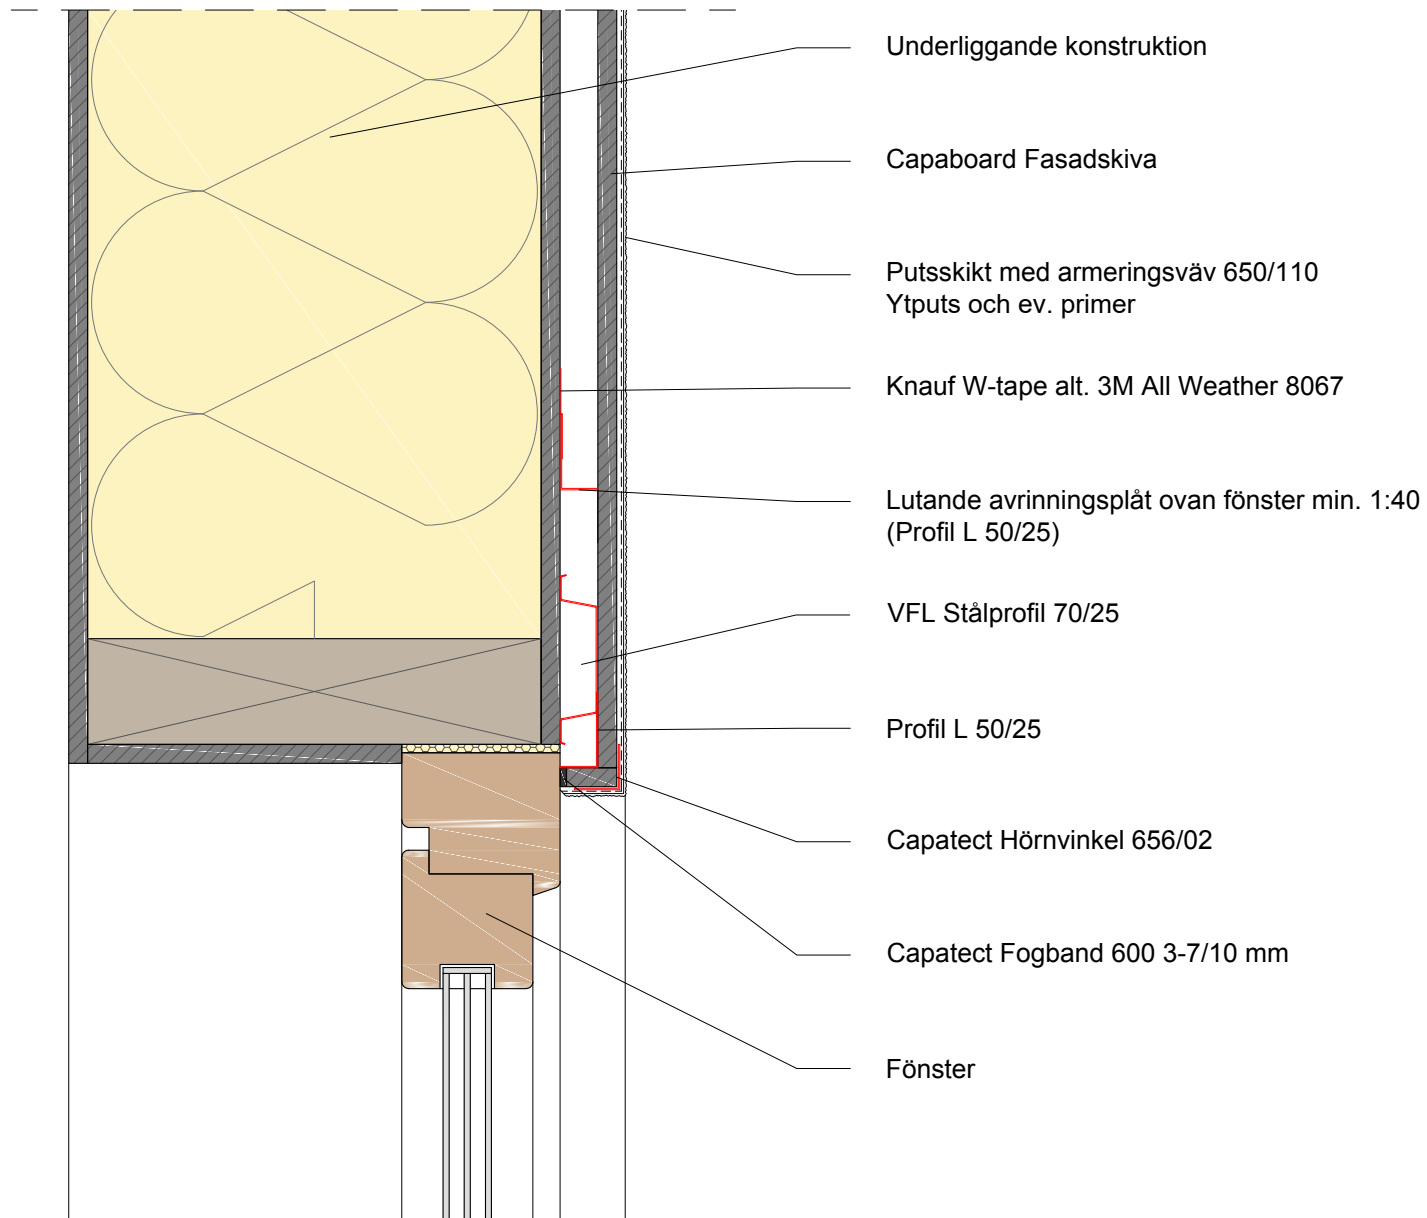 Underliggande konstruktion
Capaboard Fasadskiva
Putsskikt med armeringsväv 650/110
Ytputs och ev. primer
Knauf W-tape alt. 3M All Weather 8067
Lutande avrinningsplåt ovan fönster min. 1:40
(Profil L 50/25)
VFL Stålprofil 70/25
Profil L 50/25
Capatect Hörnvinkel 656/02
Capatect Fogband 600 3-7/10 mm
Fönster